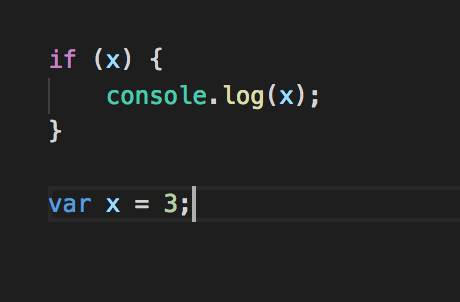 if (x) {
    console.log(x);
}

var x = 3;